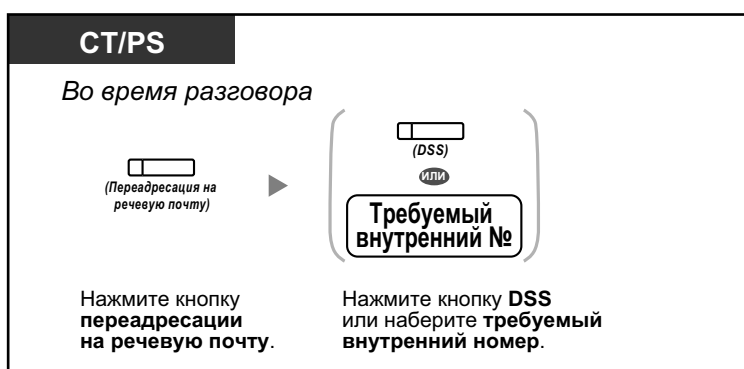 CT/PS
Во время разговора
(Переадресация на
речевую почту)
(DSS)
или
Требуемый
внутренний №
Нажмите кнопку
переадресации
на речевую почту.
Нажмите кнопку DSS
или наберите требуемый
внутренний номер.